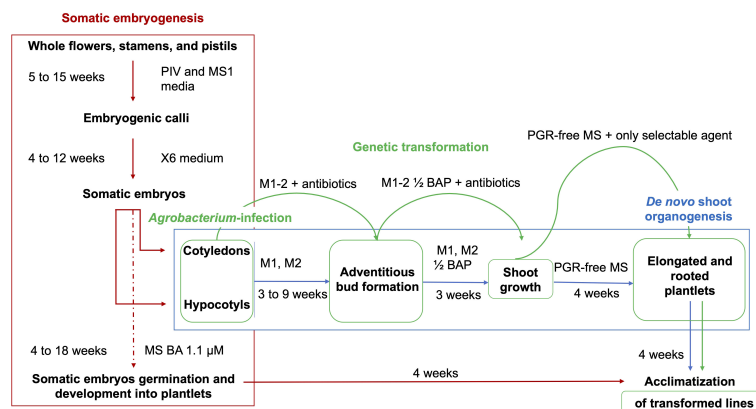 Somatic embryogenesis
Whole flowers, stamens, and pistils
5 to 15 weeks
PIV and MS1
media
Embryogenic calli
4 to 12 weeks
X6 medium
Somatic embryos
Genetic transformation
PGR-free MS + only selectable agent
M1-2 + antibiotics
M1-2 ½ BAP + antibiotics
Agrobacterium-infection
De novo shoot
organogenesis
Cotyledons
Hypocotyls
M1, M2
3 to 9 weeks
Adventitious
bud formation
M1, M2
½ BAP
3 weeks
Shoot
growth
PGR-free MS
4 weeks
Elongated and
rooted
plantlets
4 to 18 weeks
MS BA 1.1 µM
4 weeks
Somatic embryos germination and
development into plantlets
4 weeks
Acclimatization
of transformed lines